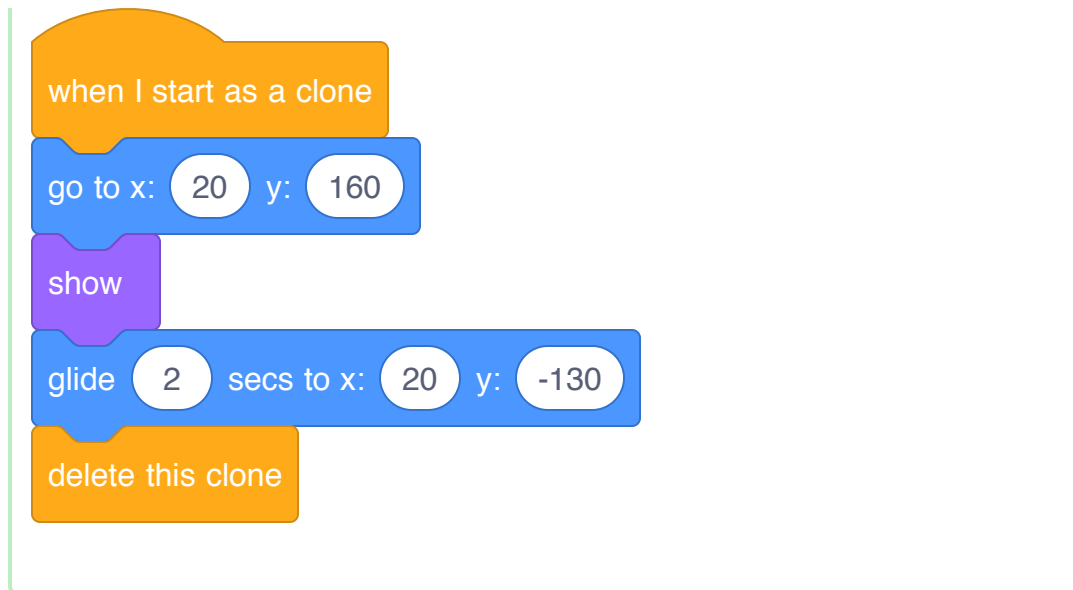 when I start as a clone
go to x: 20 y: 160
show
glide 2 secs to x: 20 y: -130
delete this clone